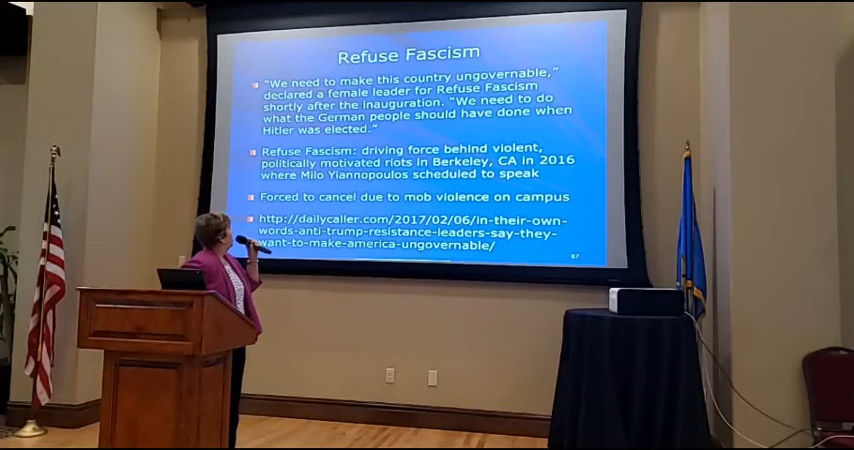 Refuse Fascism
"We need to make this country ungovernable,"
declared a female leader for Refuse Fascism
shortly after the inauguration. "We need to do
what the German people should have done when
Hitler was elected."
Refuse Fascism: driving force behind violent,
politically motivated riots in Berkeley, CA in 2016
where Milo Yiannopoulos scheduled to speak
Forced to cancel due to mob violence on campus
http://dailycaller.com/2017/02/06/in-their-own-
words-anti-trump-resistance-leaders-say-they-
want-to-make-america-ungovernable/
67